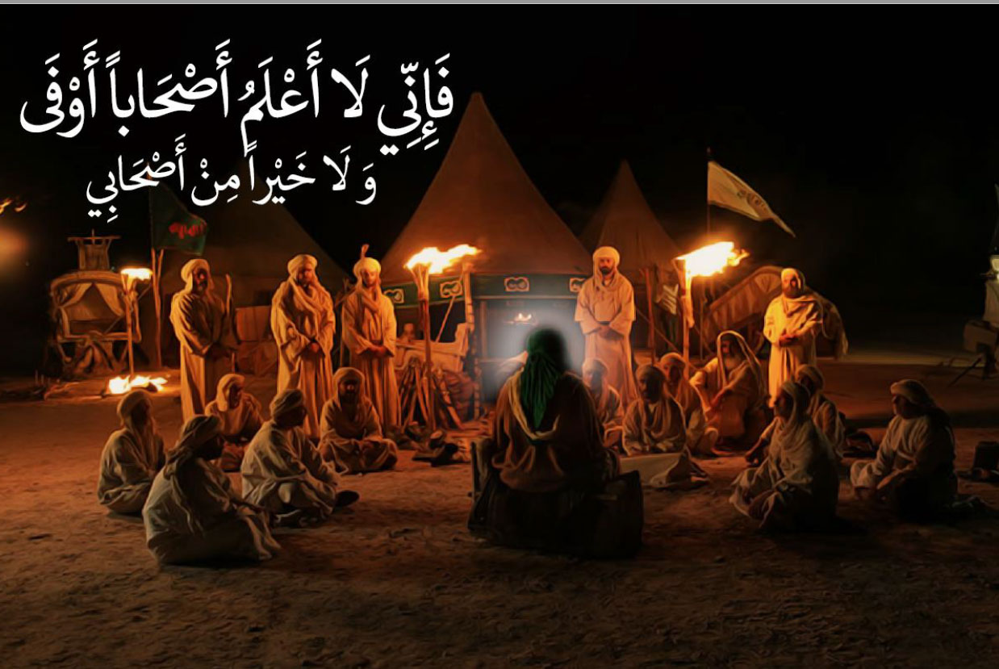 فَإِنِّي لَا أَعْلَمُ أَصْحَاباً أَوْفَى
وَ لَا خَيْراً مِنْ أَصْحَابِي